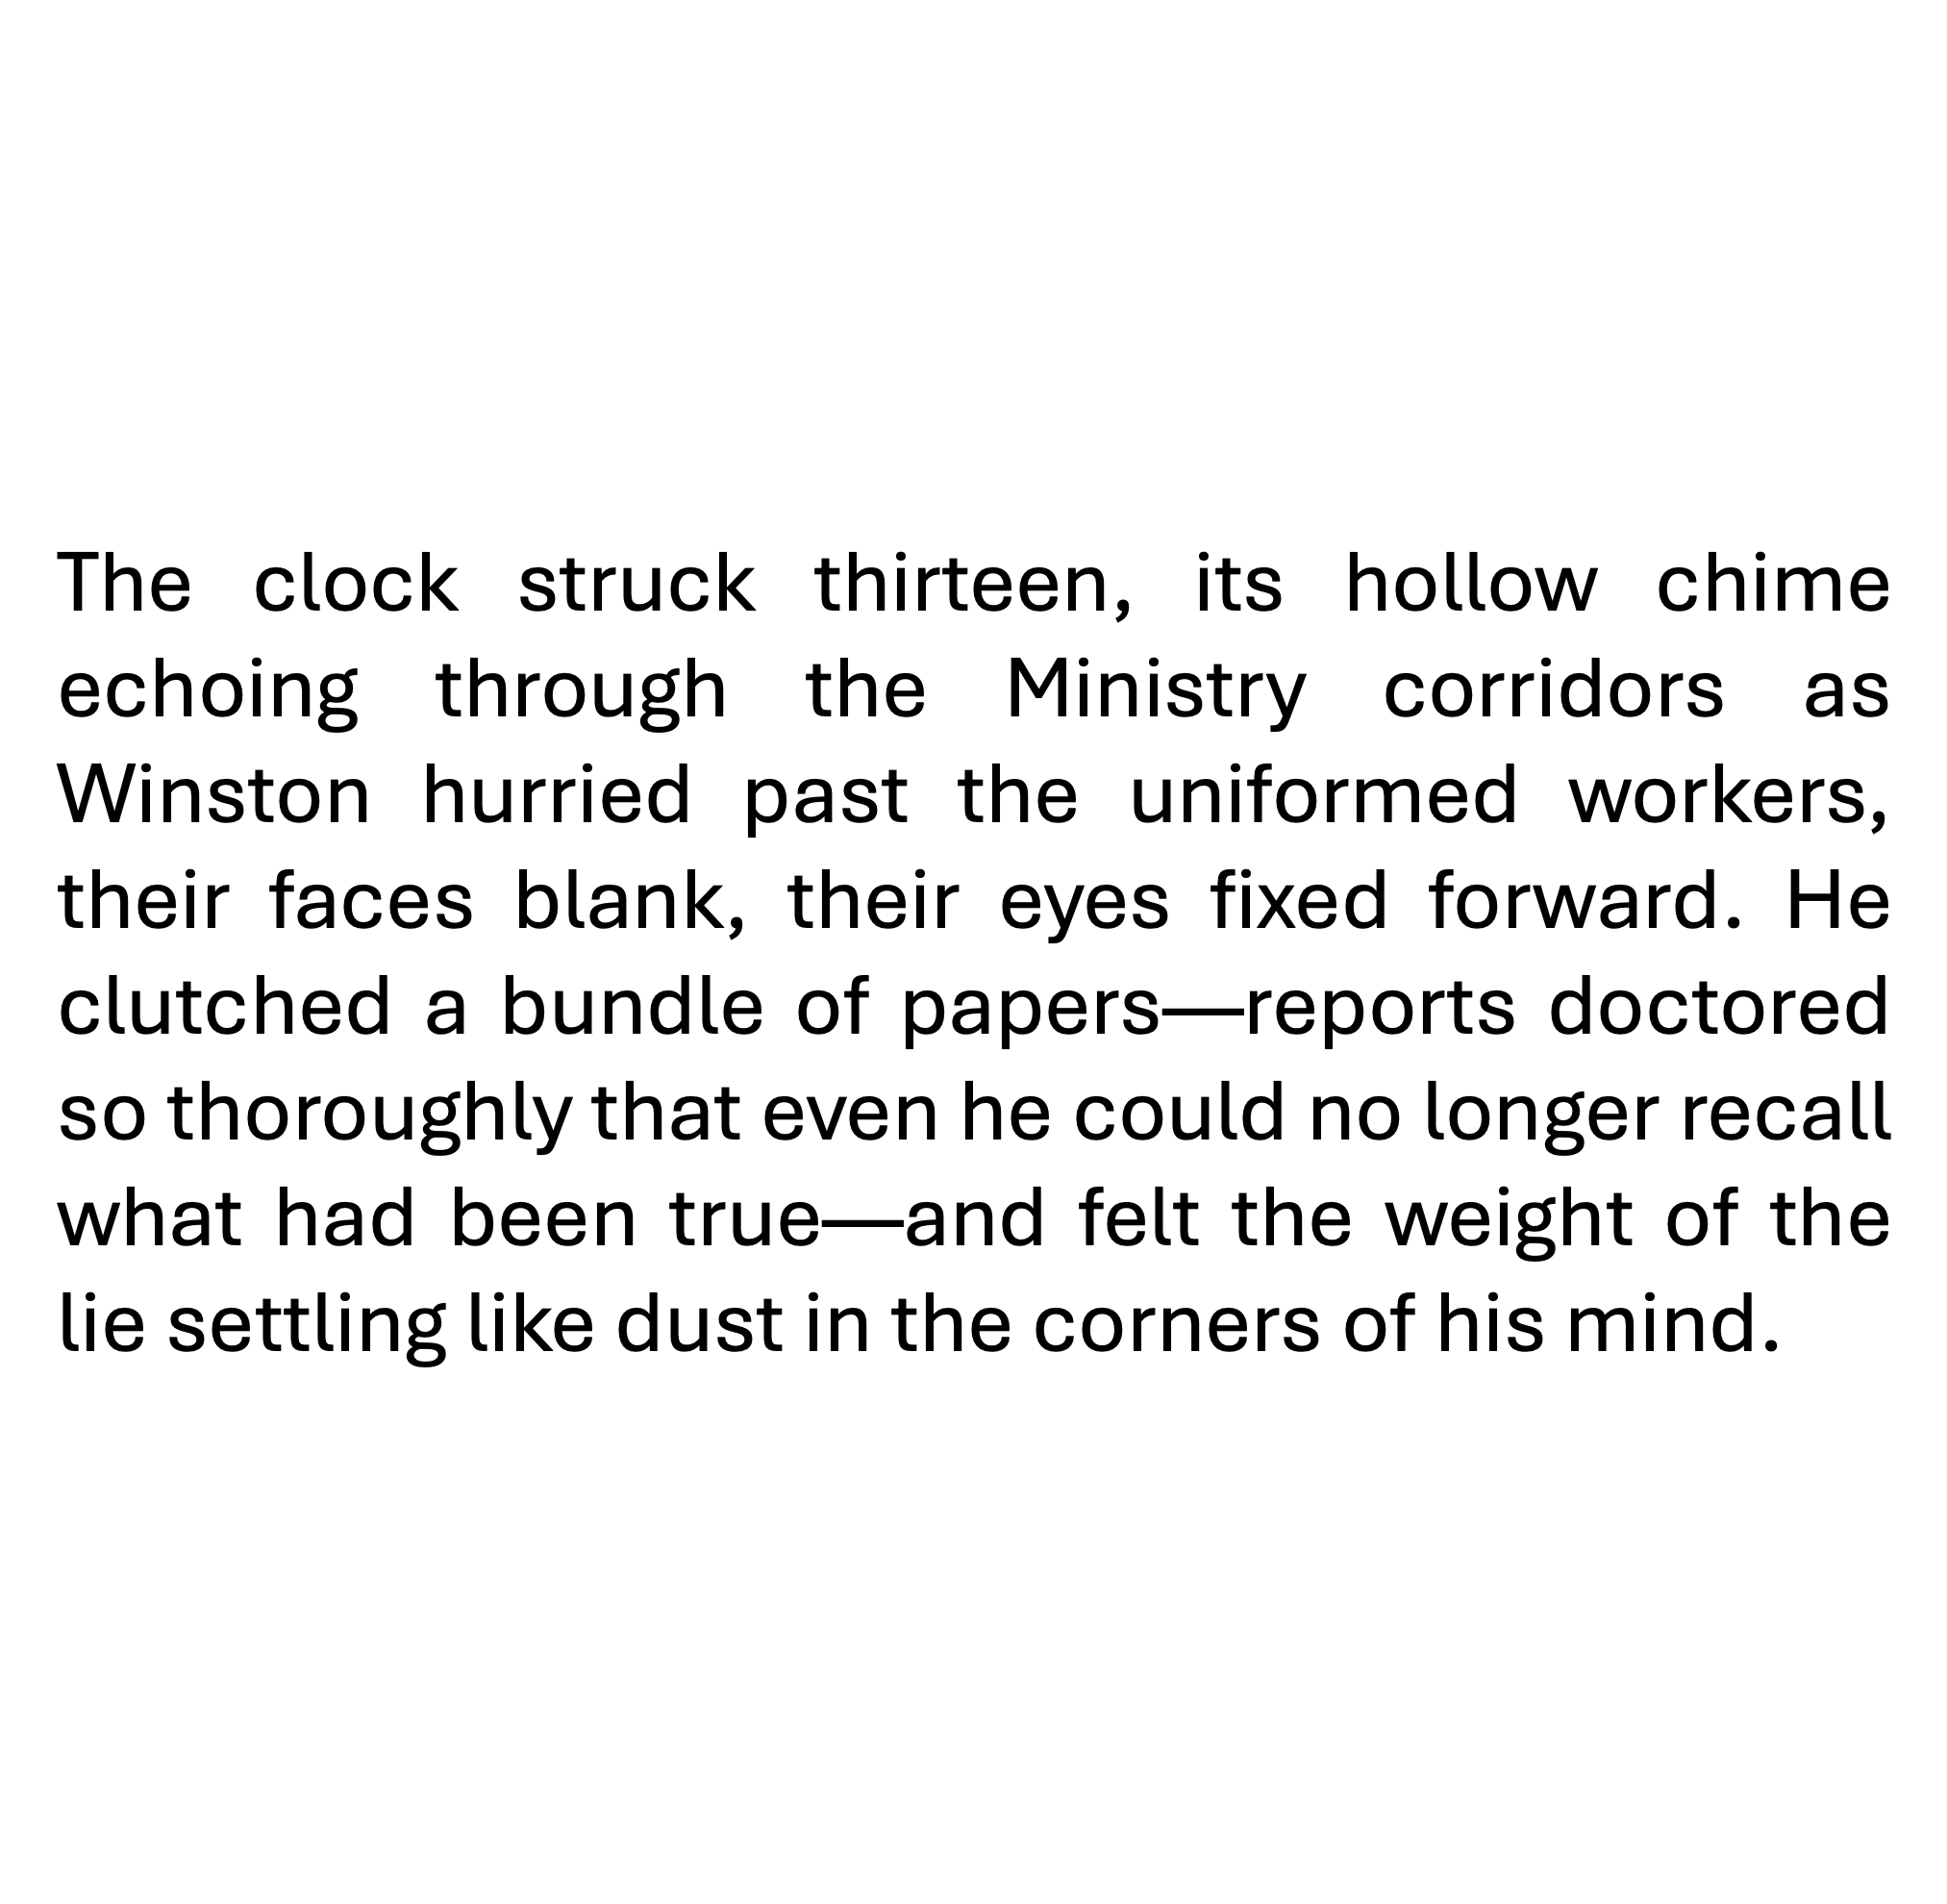 The clock struck thirteen, its hollow chime
echoing through the Ministry corridors as
Winston hurried past the uniformed workers,
their faces blank, their eyes fixed forward. He
clutched a bundle of papers—reports doctored
so thoroughly that even he could no longer recall
what had been true—and felt the weight of the
lie settling like dust in the corners of his mind.